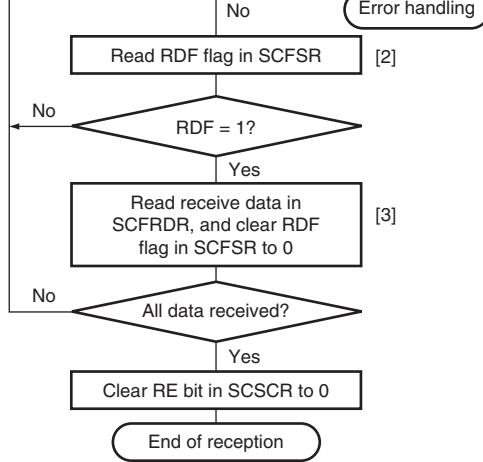 No
Error handling
Read RDF flag in SCFSR
[2]
No
RDF = 1?
Yes
Read receive data in
SCFRDR, and clear RDF
flag in SCFSR to 0
[3]
No
All data received?
Yes
Clear RE bit in SCSCR to 0
End of reception